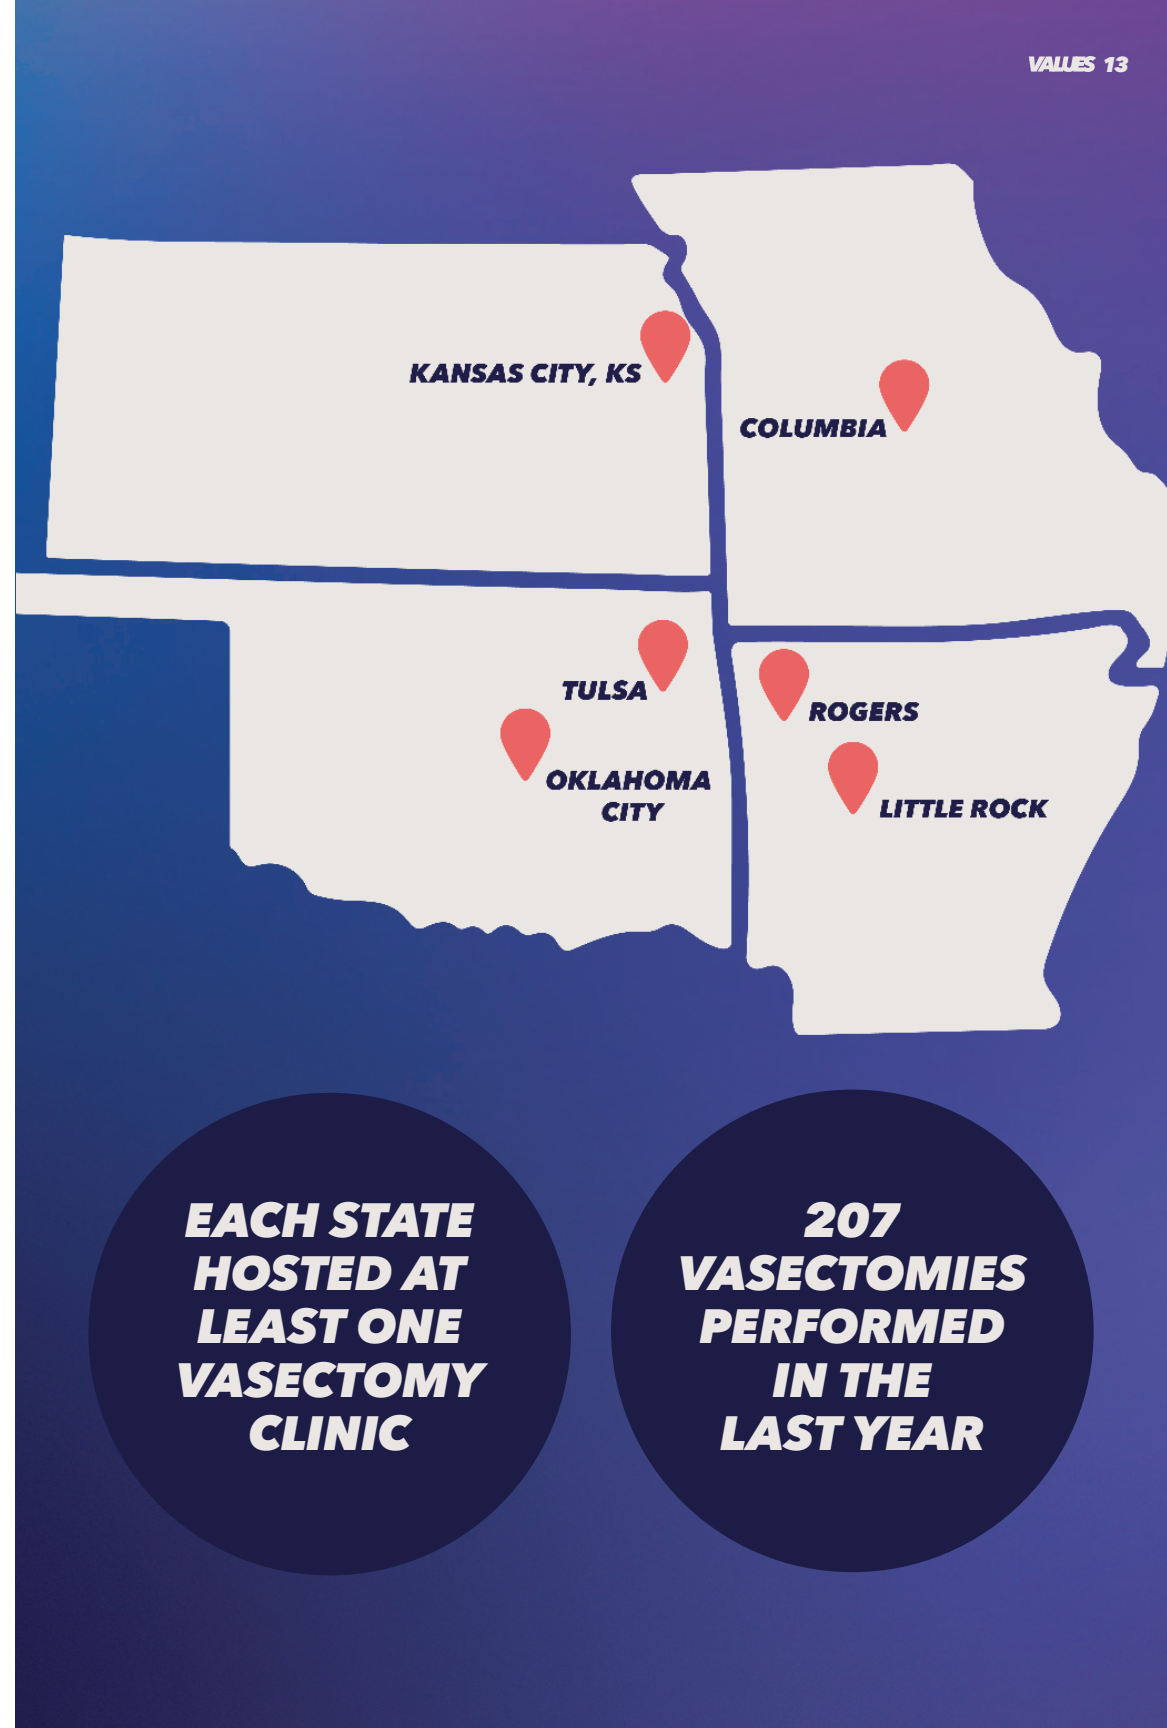 VALUES 13
KANSAS CITY, KS
COLUMBIA
TULSA
ROGERS
OKLAHOMA
CITY
LITTLE ROCK
EACH STATE
HOSTED AT
LEAST ONE
VASECTOMY
CLINIC
207
VASECTOMIES
PERFORMED
IN THE
LAST YEAR